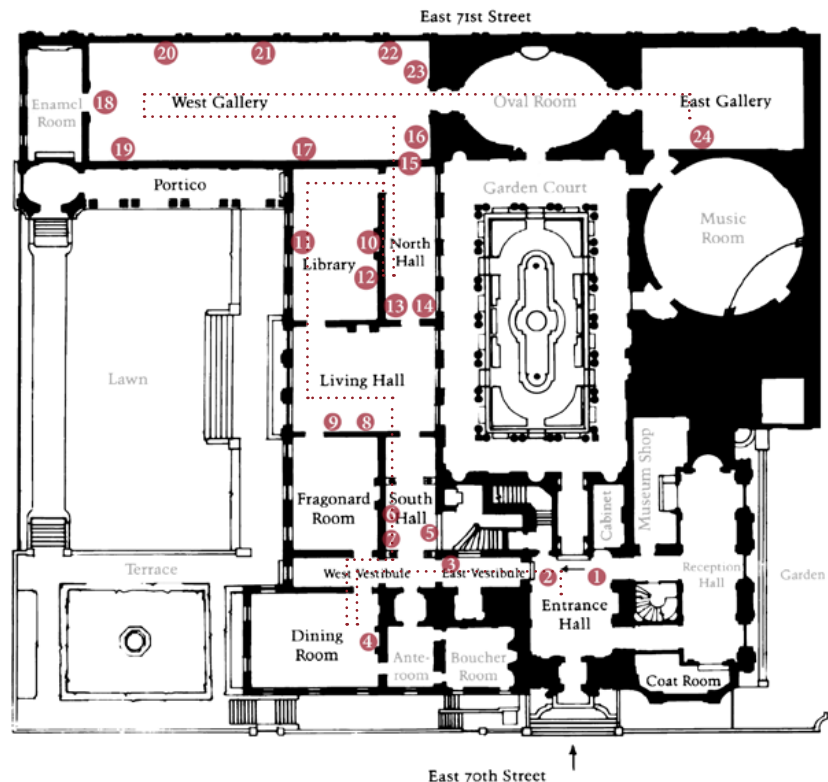 East 71st Street
20
21
22
23
Enamel
Room
18
West Gallery
Oval Room
East Gallery
16
24
19
17
15
Portico
Garden Court
Music
Room
11
10
North
Hall
Library
12
13
14
Lawn
Living Hall
9
8
Museum Shop
Fragonard
Room
South
Hall
6
7
5
Cabinet
Terrace
West Vestibule
3
East Vestibule
2
1
Reception
Hall
Garden
Entrance
Hall
Dining
Room
4
Ante-
room
Boucher
Room
Coat Room
East 70th Street